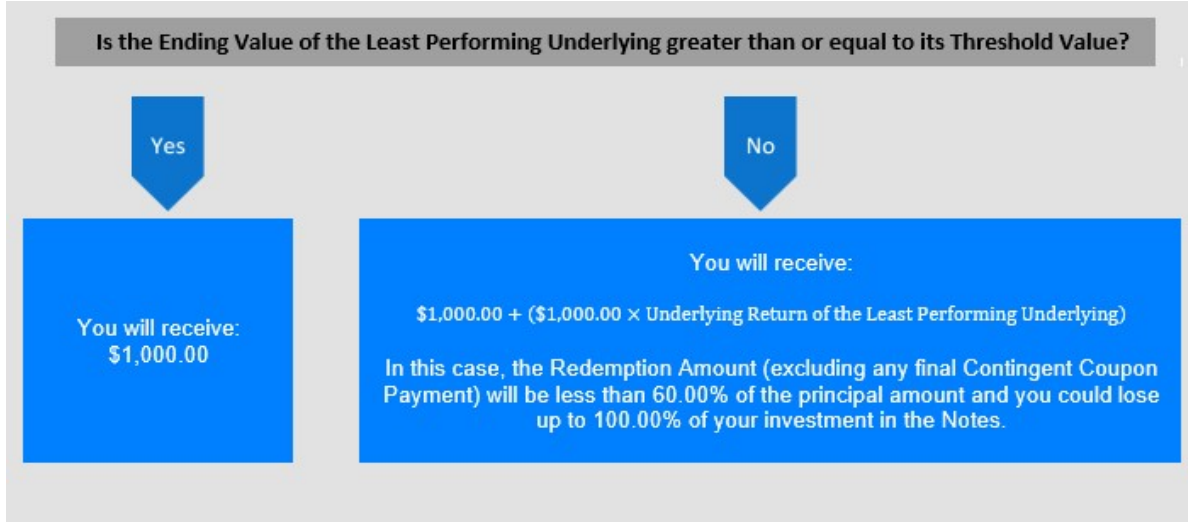 Is the Ending Value of the Least Performing Underlying greater than or equal to its Threshold Value?
Yes
No
You will receive:
$1,000.00
You will receive:
$1,000.00 + ($1,000.00 × Underlying Return of the Least Performing Underlying)
In this case, the Redemption Amount (excluding any final Contingent Coupon
Payment) will be less than 60.00% of the principal amount and you could lose
up to 100.00% of your investment in the Notes.